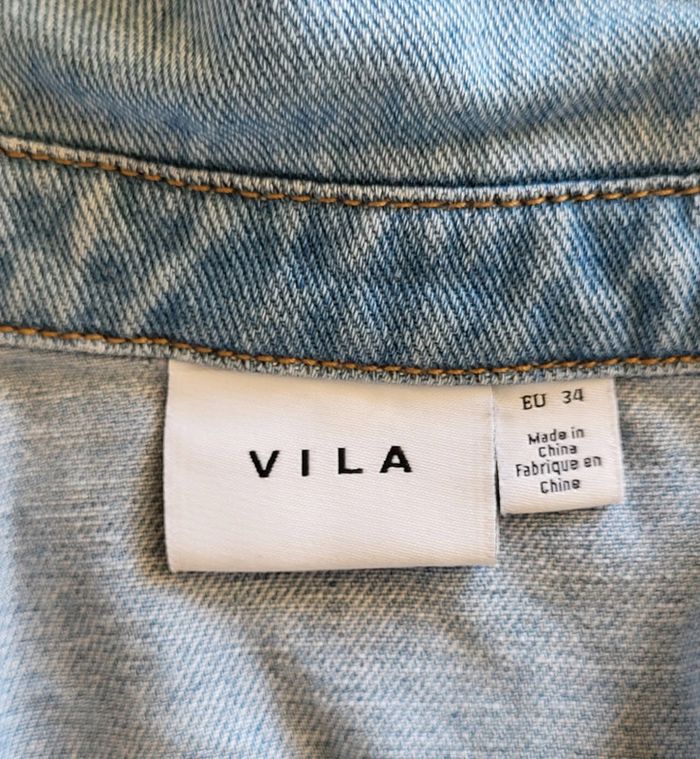 VILA
EU 34
Made in
China
Fabrique en
Chine